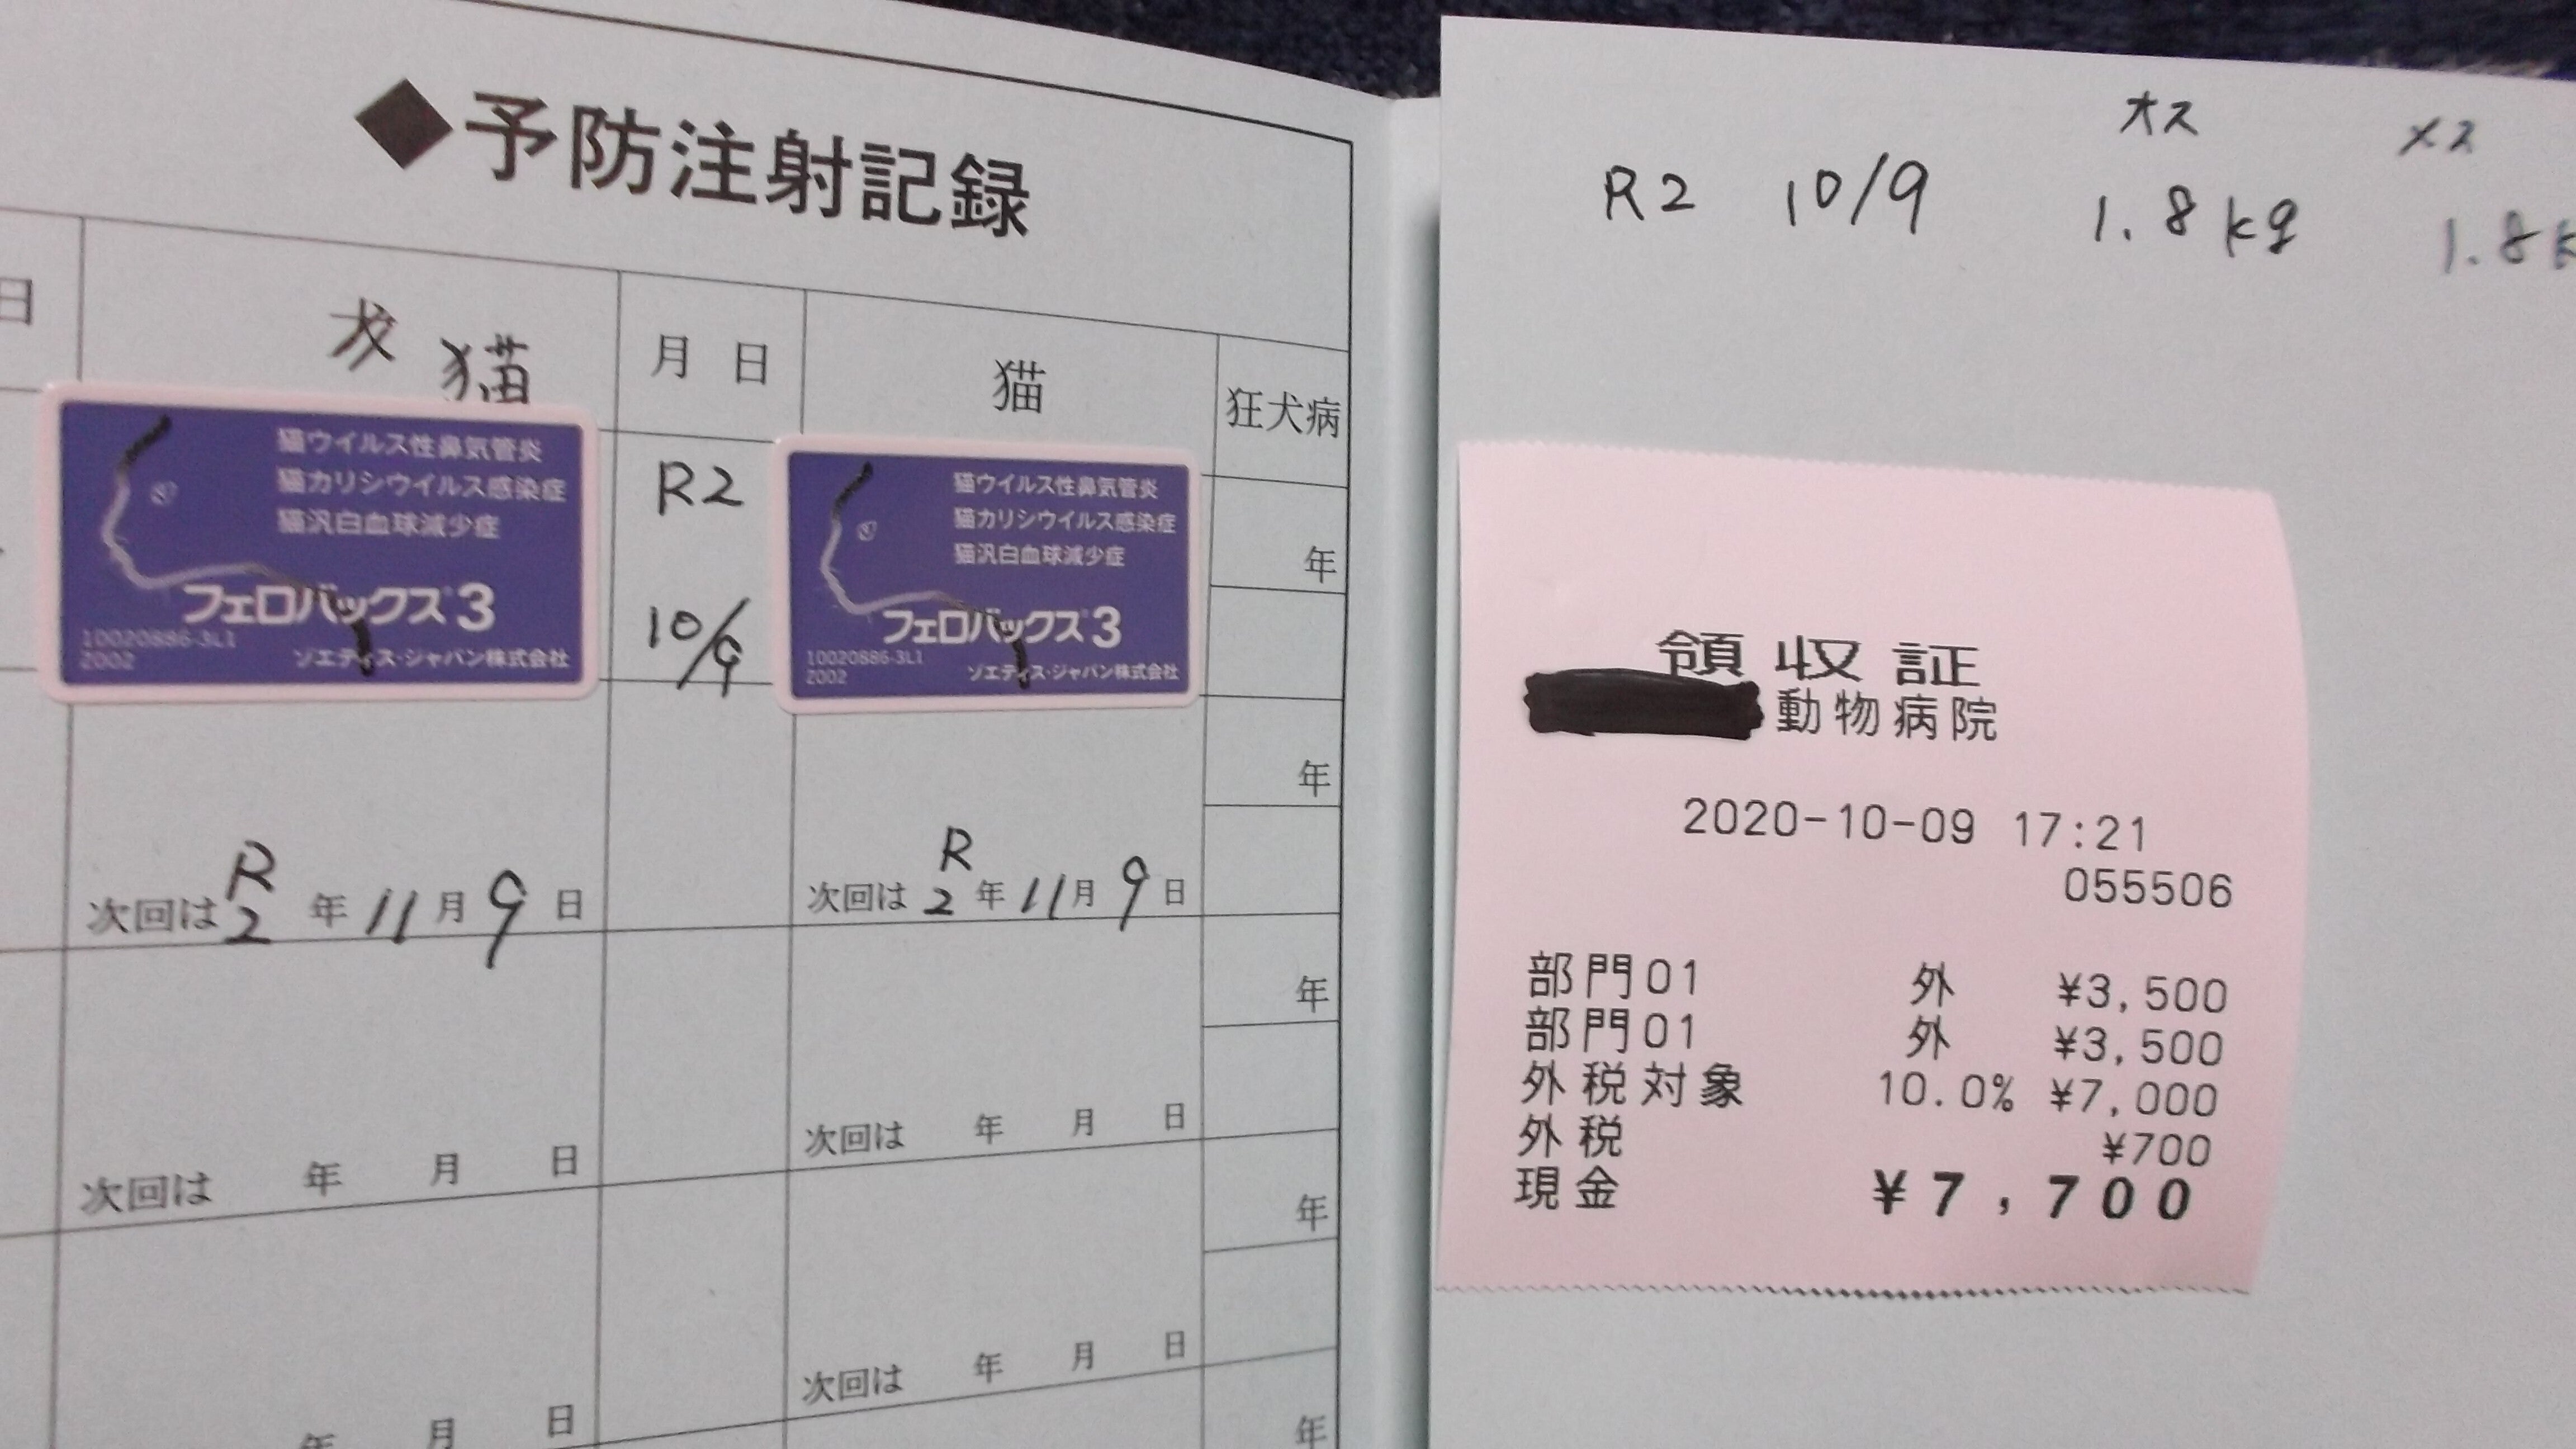 ◆予防注射記録
日
犬 猫
月 日
猫
狂犬病
猫ウイルス性鼻気管炎
猫カリシウイルス感染症
猫汎白血球減少症
フェロバックス®3
10020886-3L1
2002
ゾエティス・ジャパン株式会社
R2
10/9
猫ウイルス性鼻気管炎
猫カリシウイルス感染症
猫汎白血球減少症
フェロバックス®3
10020886-3L1
2002
ゾエティス・ジャパン株式会社
年
年
次回は R2 年 11 月 9 日
次回は R2 年 11 月 9 日
年
次回は 年 月 日
次回は 年 月 日
年
次回は 年 月 日
年 月 日
年
オス メス
R2 10/9 1.8kg 1.8k
領収証
動物病院
2020-10-09 17:21
055506
部門01 外 ¥3,500
部門01 外 ¥3,500
外税対象 10.0% ¥7,000
外税 ¥700
現金 ¥7,700